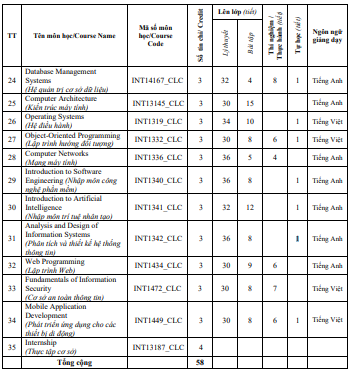 TT Tên môn học/Course Name Mã số môn học/Course Code Số tín chỉ/ Credit Lên lớp (tiết) Lý thuyết Bài tập Thí nghiệm/ Thực hành (tiết) Tự học (tiết) Ngôn ngữ giảng dạy
24 Database Management Systems (Hệ quản trị cơ sở dữ liệu) INT14167_CLC 3 32 4 8 1 Tiếng Anh
25 Computer Architecture (Kiến trúc máy tính) INT13145_CLC 3 30 15 Tiếng Anh
26 Operating Systems (Hệ điều hành) INT1319_CLC 3 34 10 1 Tiếng Việt
27 Object-Oriented Programming (Lập trình hướng đối tượng) INT1332_CLC 3 30 8 6 1 Tiếng Việt
28 Computer Networks (Mạng máy tính) INT1336_CLC 3 36 5 4 1 Tiếng Anh
29 Introduction to Software Engineering (Nhập môn công nghệ phần mềm) INT1340_CLC 3 36 8 1 Tiếng Anh
30 Introduction to Artificial Intelligence (Nhập môn trí tuệ nhân tạo) INT1341_CLC 3 32 12 1 Tiếng Anh
31 Analysis and Design of Information Systems (Phân tích và thiết kế hệ thống thông tin) INT1342_CLC 3 36 8 1 Tiếng Anh
32 Web Programming (Lập trình Web) INT1434_CLC 3 30 9 6 Tiếng Anh
33 Fundamentals of Information Security (Cơ sở an toàn thông tin) INT1472_CLC 3 30 8 7 Tiếng Việt
34 Mobile Application Development (Phát triển ứng dụng cho các thiết bị di động) INT1449_CLC 3 30 8 6 1 Tiếng Việt
35 Internship (Thực tập cơ sở) INT13187_CLC 4
Tổng cộng 58